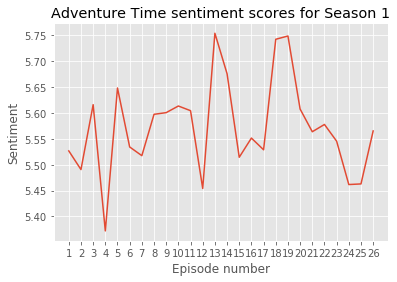 Adventure Time sentiment scores for Season 1
5.75
5.70
5.65
5.60
5.55
5.50
5.45
5.40
Sentiment
1 2 3 4 5 6 7 8 9 10 11 12 13 14 15 16 17 18 19 20 21 22 23 24 25 26
Episode number